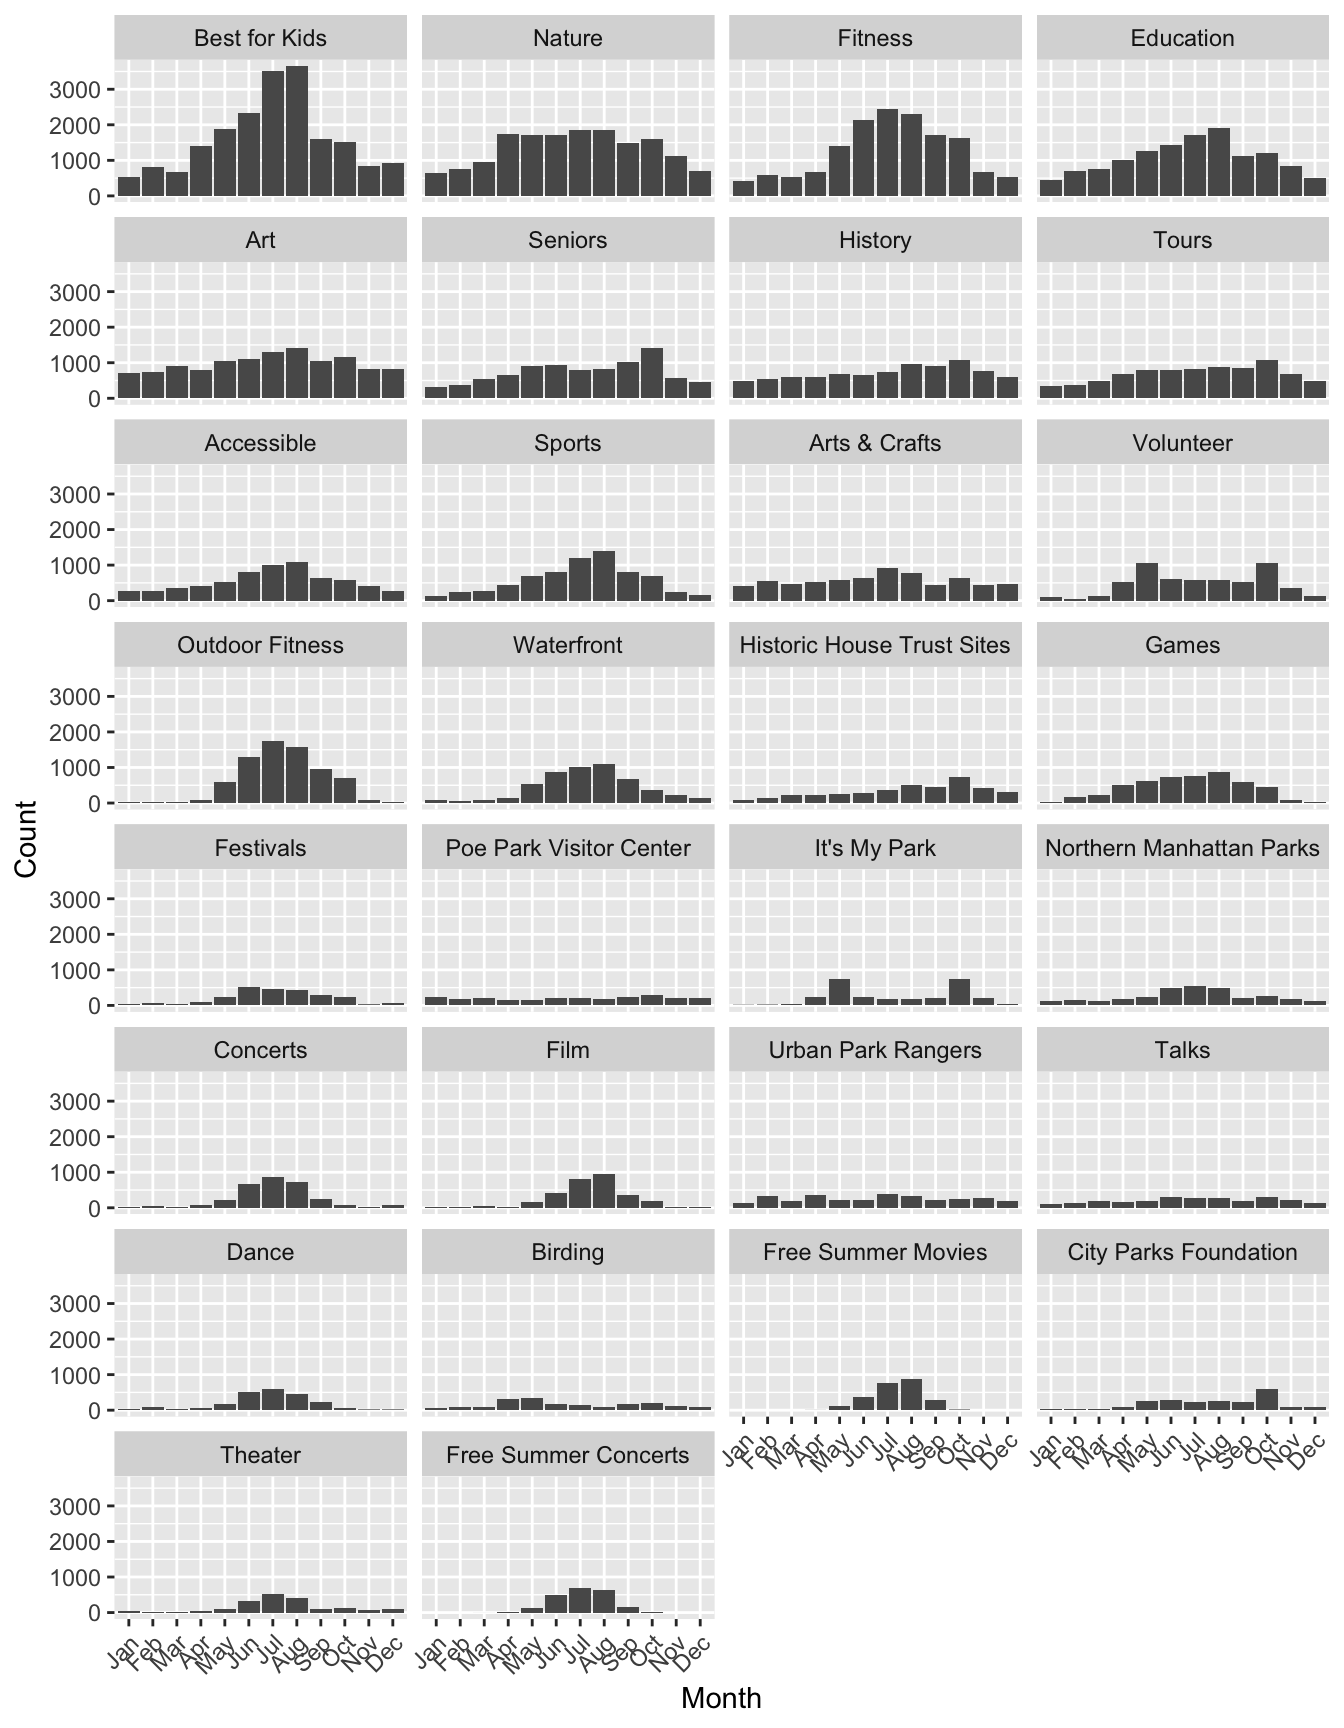 Best for Kids Nature Fitness Education
3000
2000
1000
0
Art Seniors History Tours
3000
2000
1000
0
Accessible Sports Arts & Crafts Volunteer
3000
2000
1000
0
Outdoor Fitness Waterfront Historic House Trust Sites Games
3000
2000
1000
0
Count
Festivals Poe Park Visitor Center It's My Park Northern Manhattan Parks
3000
2000
1000
0
Concerts Film Urban Park Rangers Talks
3000
2000
1000
0
Dance Birding Free Summer Movies City Parks Foundation
3000
2000
1000
0
Jan Feb Mar Apr May Jun Jul Aug Sep Oct Nov Dec Jan Feb Mar Apr May Jun Jul Aug Sep Oct Nov Dec
Theater Free Summer Concerts
3000
2000
1000
0
Jan Feb Mar Apr May Jun Jul Aug Sep Oct Nov Dec Jan Feb Mar Apr May Jun Jul Aug Sep Oct Nov Dec
Month